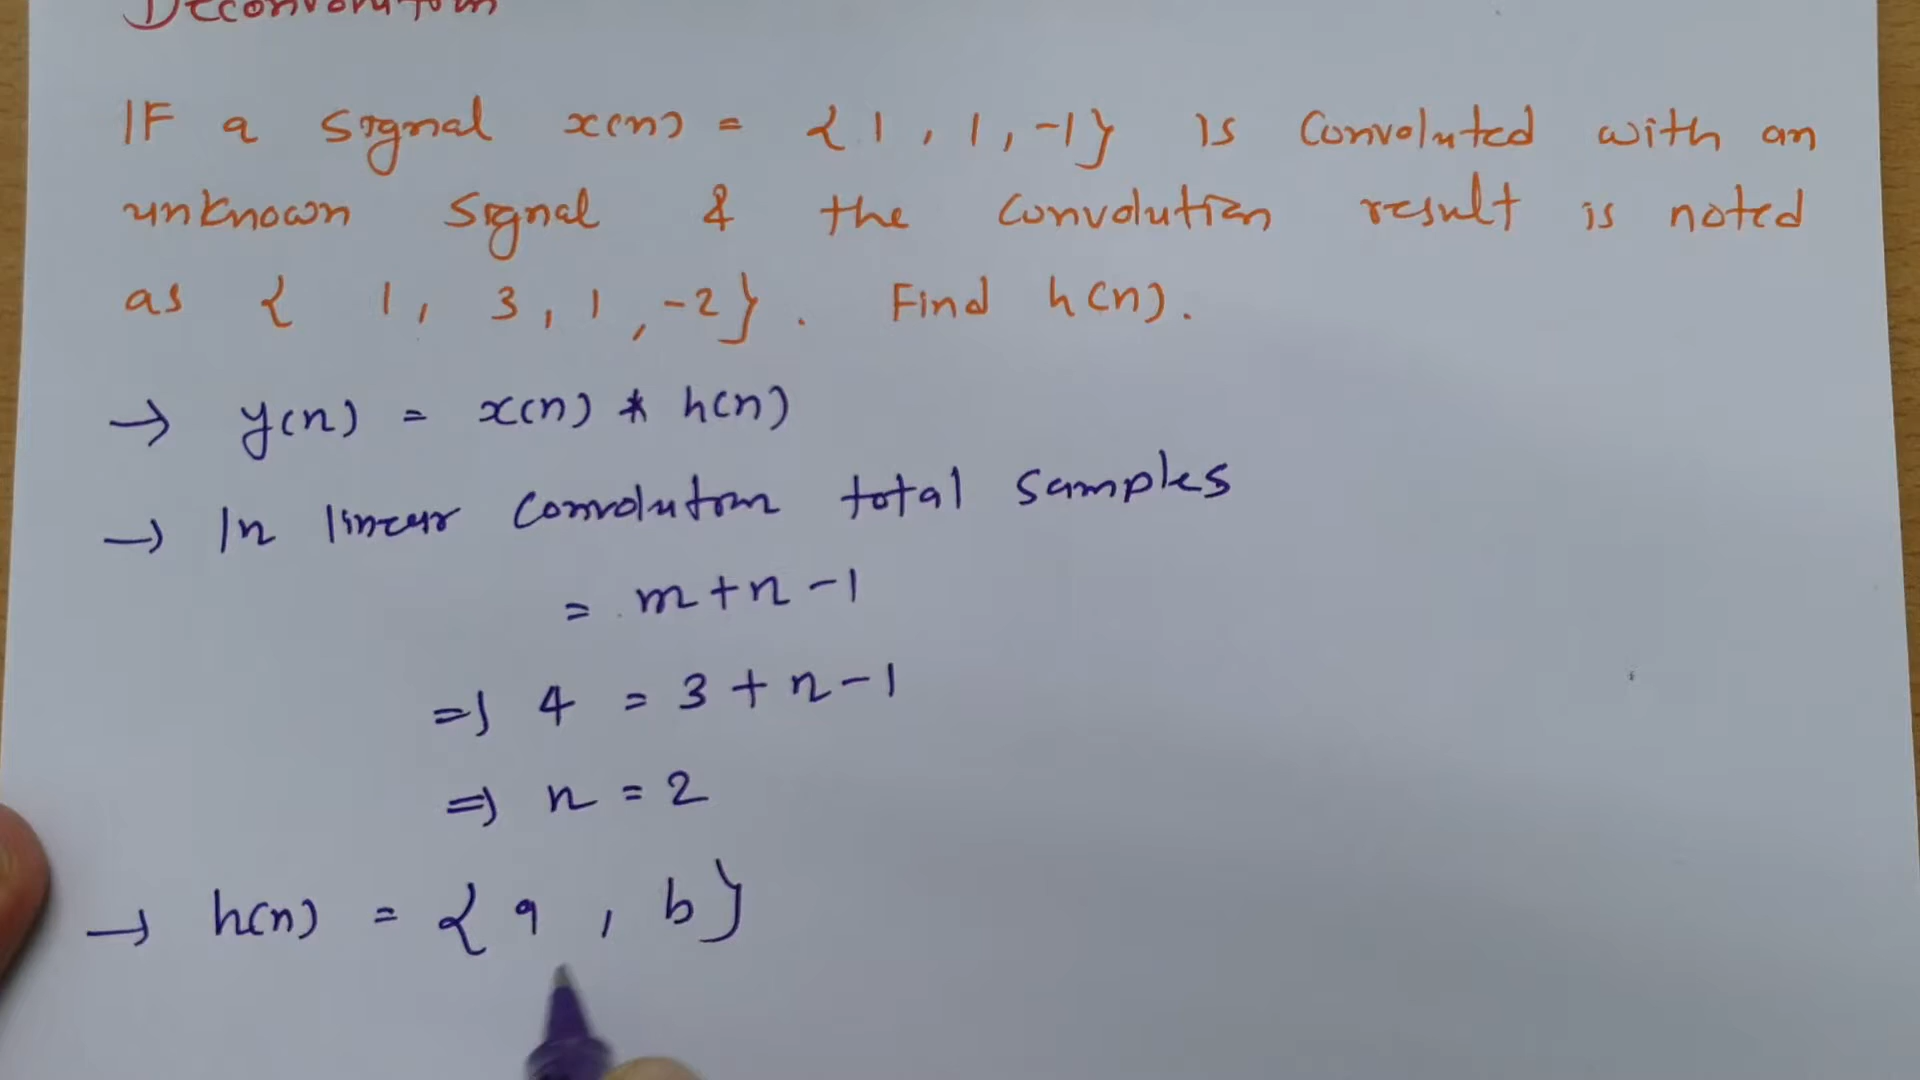 Deconvolution
IF a signal x(n) = {1, 1, -1} is convoluted with an
unknown signal & the convolution result is noted
as { 1, 3, 1, -2}. Find h(n).
→ y(n) = x(n) * h(n)
→ In linear convolution total samples
= m+n-1
⇒ 4 = 3+n-1
⇒ n = 2
→ h(n) = {a, b}